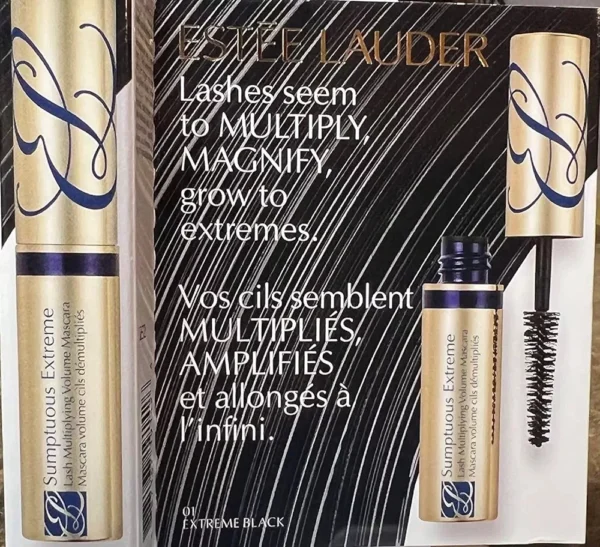 ESTĒE LAUDER
Lashes seem
to MULTIPLY,
MAGNIFY,
grow to
extremes.
Vos cils semblent
MULTIPLIÉS,
AMPLIFIÉS
et allongés à
l'infini.
01
EXTREME BLACK
Sumptuous Extreme
Lash Multiplying Volume Mascara
Mascara volume cils démultipliés
Sumptuous Extreme
Lash Multiplying Volume Mascara
Mascara volume cils démultipliés